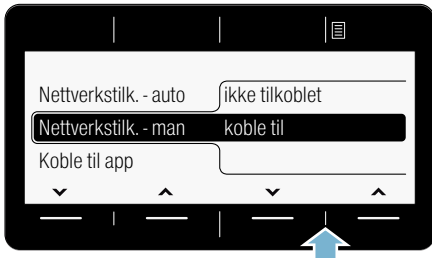 Nettverkstilk. - auto ikke tilkoblet
Nettverkstilk. - man koble til
Koble til app